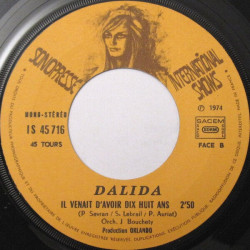 SONOPRESSE
INTERNATIONAL
SHOWS
MONO-STÉRÉO
IS 45 716
45 TOURS
℗ 1974
SACEM
FACE B
DALIDA
IL VENAIT D'AVOIR DIX HUIT ANS 2'50
(P. Sevran / S. Lebrail / P. Auriat)
Orch. J. Bouchety
Production ORLANDO